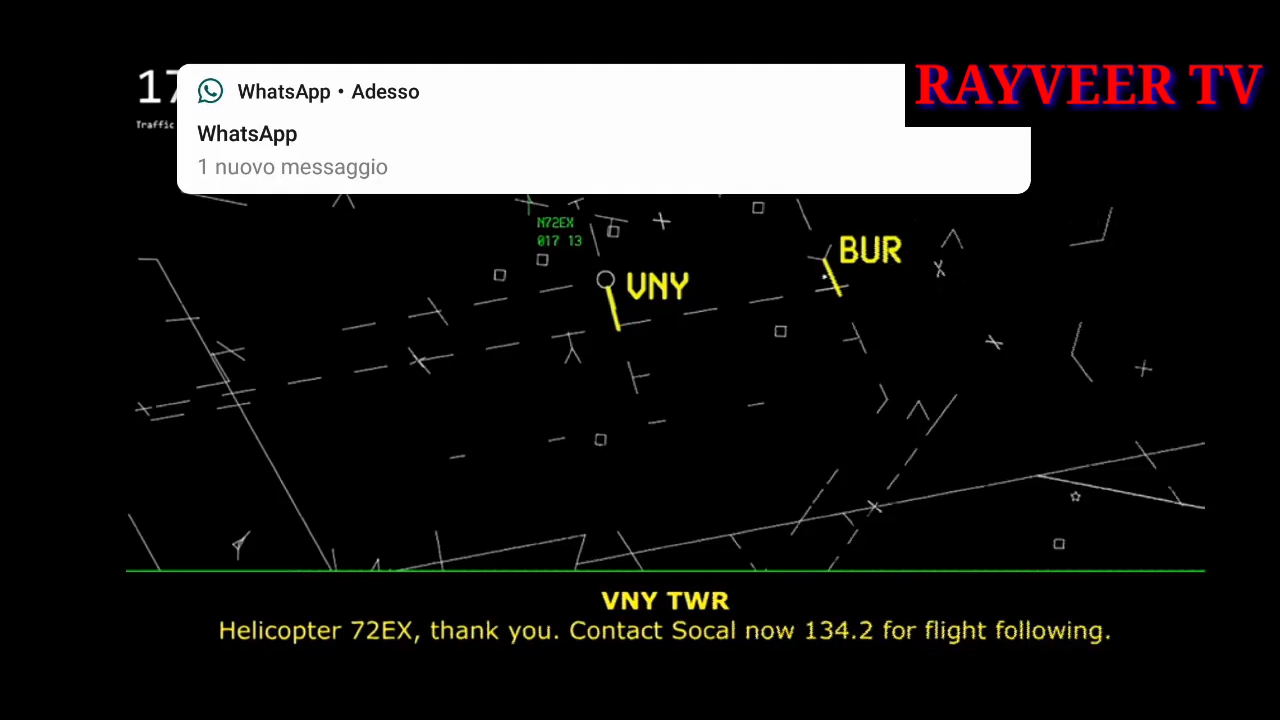 17
RAYVEER TV
WhatsApp • Adesso
Traffic
WhatsApp
1 nuovo messaggio
N72EX
017 13
BUR
VNY
VNY TWR
Helicopter 72EX, thank you. Contact Socal now 134.2 for flight following.